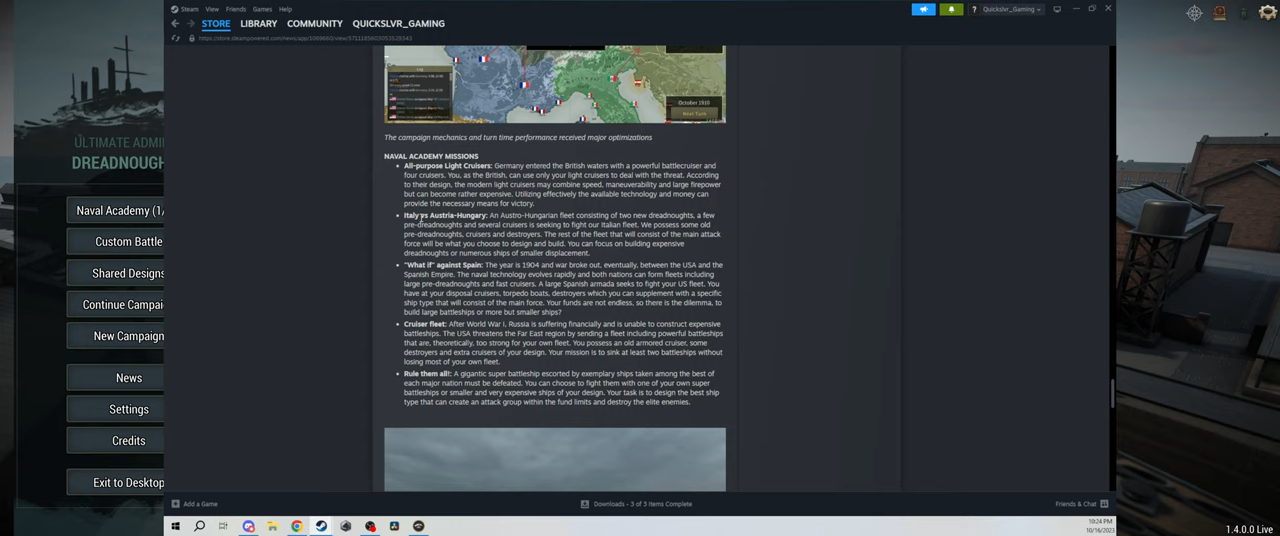 Steam View Friends Games Help
Quickslvr_Gaming
STORE LIBRARY COMMUNITY QUICKSLVR_GAMING
October 1910
Next Turn
The campaign mechanics and turn time performance received major optimizations
NAVAL ACADEMY MISSIONS
All-purpose Light Cruisers: Germany entered the British waters with a powerful battlecruiser and
four cruisers. You, as the British, can use only your light cruisers to deal with the threat. According
to their design, the modern light cruisers may combine speed, maneuverability and large firepower
but can become rather expensive. Utilizing effectively the available technology and money can
provide the necessary means for victory.
Italy vs Austria-Hungary: An Austro-Hungarian fleet consisting of two new dreadnoughts, a few
pre-dreadnoughts and several cruisers is seeking to fight our Italian fleet. We possess some old
pre-dreadnoughts, cruisers and destroyers. The rest of the fleet that will consist of the main attack
force will be what you choose to design and build. You can focus on building expensive
dreadnoughts or numerous ships of smaller displacement.
"What if" against Spain: The year is 1904 and war broke out, eventually, between the USA and the
Spanish Empire. The naval technology evolves rapidly and both nations can form fleets including
large pre-dreadnoughts and fast cruisers. A large Spanish armada seeks to fight your US fleet. You
have at your disposal cruisers, torpedo boats, destroyers which you can supplement with a specific
ship type that will consist of the main force. Your funds are not endless, so there is the dilemma, to
build large battleships or more but smaller ships?
Cruiser fleet: After World War I, Russia is suffering financially and is unable to construct expensive
battleships. The USA threatens the Far East region by sending a fleet including powerful battleships
that are, theoretically, too strong for your own fleet. You possess an old armored cruiser, some
destroyers and extra cruisers of your design. Your mission is to sink at least two battleships without
losing most of your own fleet.
Rule them all!: A gigantic super battleship escorted by exemplary ships taken among the best of
each major nation must be defeated. You can choose to fight them with one of your own super
battleships or smaller and very expensive ships of your design. Your task is to design the best ship
type that can create an attack group within the fund limits and destroy the elite enemies.
ULTIMATE ADMI
DREADNOUGH
Naval Academy (1/
Custom Battle
Shared Designs
Continue Campai
New Campaign
News
Settings
Credits
Exit to Desktop
Add a Game
Downloads - 3 of 3 Items Complete
Friends & Chat
10:24 PM
10/16/2023
1.4.0.0 Live